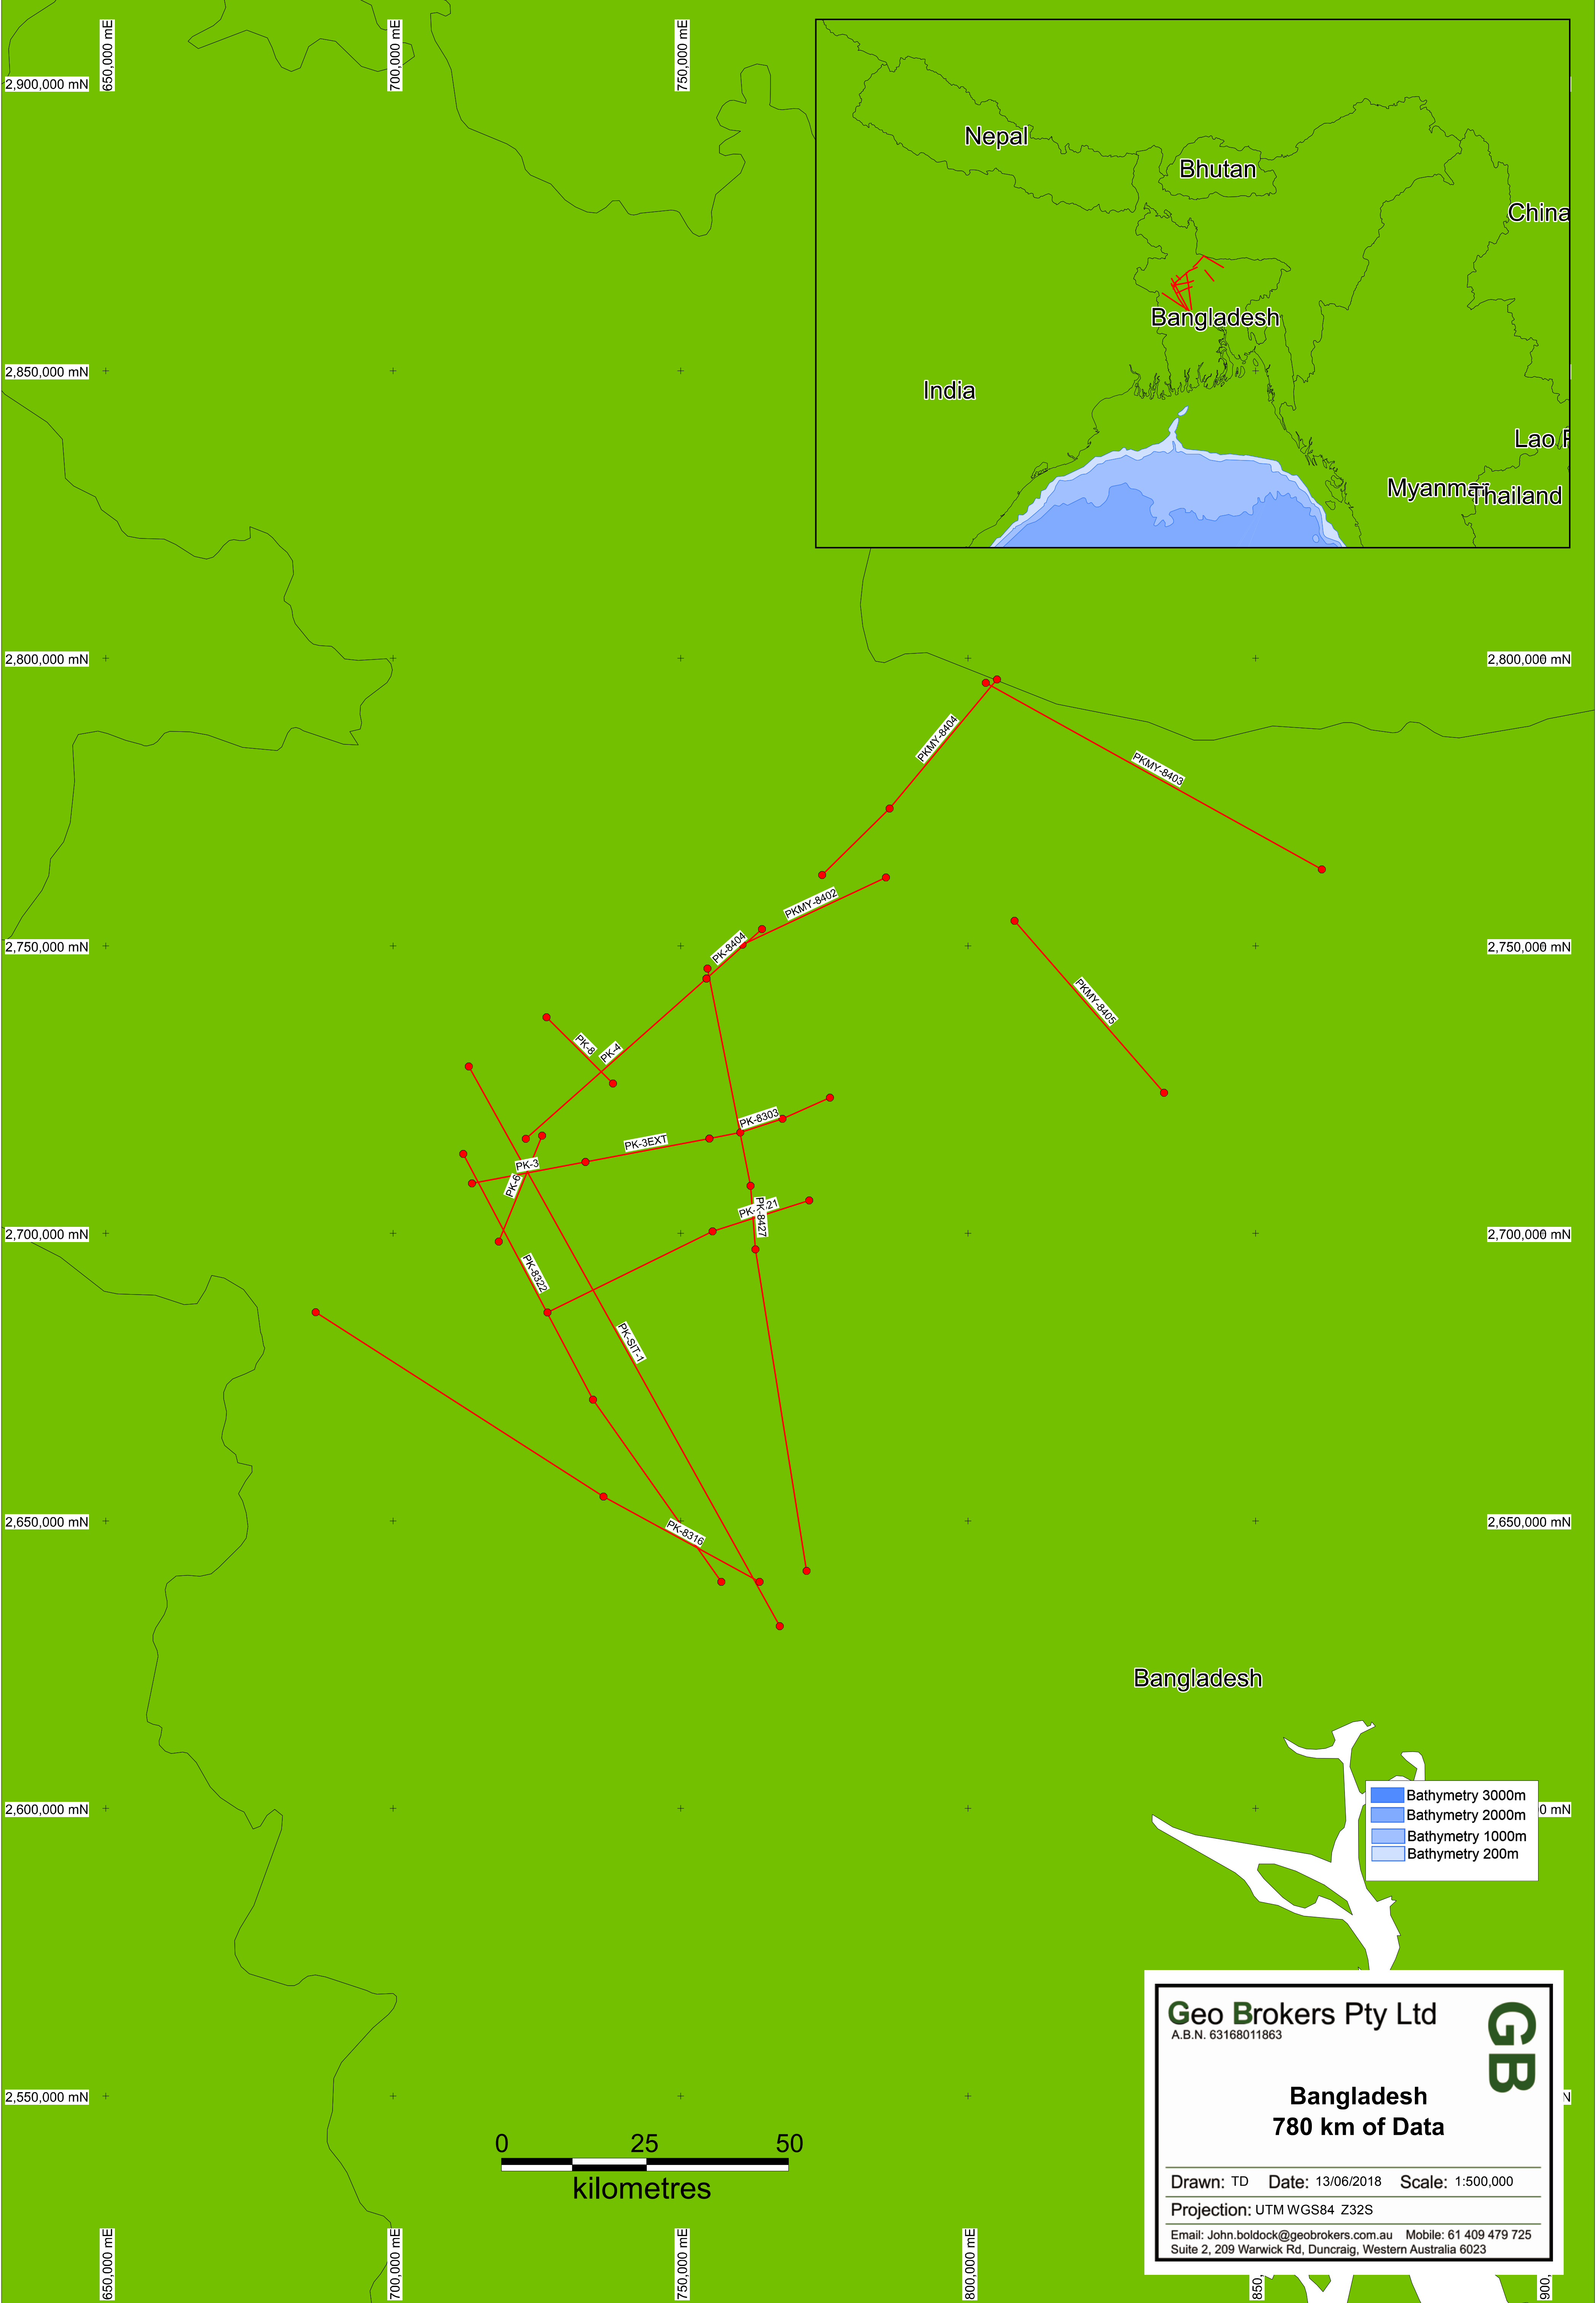 650,000 mE
700,000 mE
750,000 mE
2,900,000 mN
Nepal
Bhutan
China
Bangladesh
India
Lao
Myanmar
Thailand
2,850,000 mN
2,800,000 mN
2,800,000 mN
PKMY-8404
PKMY-8403
PKMY-8402
2,750,000 mN
PK-8404
2,750,000 mN
PKMY-8405
PK-8
PK-4
PK-8303
PK-3EXT
PK-3
PK-6
PK- 21
PK-8427
2,700,000 mN
2,700,000 mN
PK-8322
PK-SIT-1
2,650,000 mN
PK-8316
2,650,000 mN
Bangladesh
Bathymetry 3000m
2,600,000 mN
0 mN
Bathymetry 2000m
Bathymetry 1000m
Bathymetry 200m
Geo Brokers Pty Ltd
A.B.N. 63168011863
GB
2,550,000 mN
N
Bangladesh
780 km of Data
0 25 50
kilometres
Drawn: TD Date: 13/06/2018 Scale: 1:500,000
Projection: UTM WGS84 Z32S
Email: John.boldock@geobrokers.com.au Mobile: 61 409 479 725
Suite 2, 209 Warwick Rd, Duncraig, Western Australia 6023
650,000 mE
700,000 mE
750,000 mE
800,000 mE
850,
900,